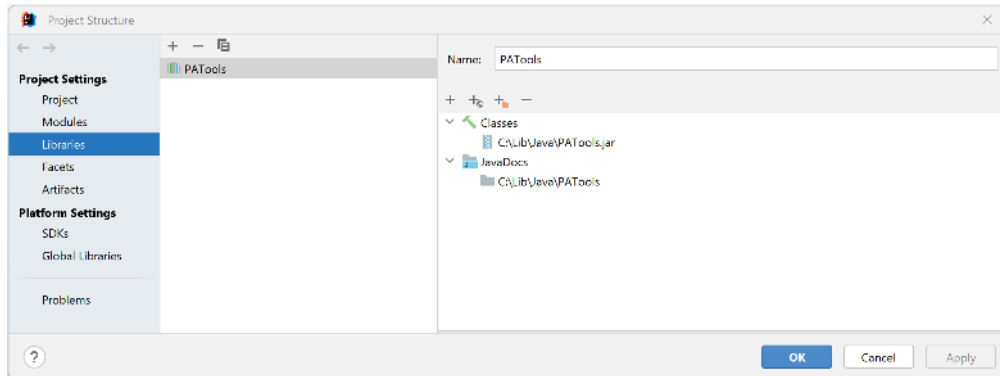 Project Structure
Project Settings
Project
Modules
Libraries
Facets
Artifacts
Platform Settings
SDKs
Global Libraries
Problems
PATools
Name: PATools
Classes
C:\Lib\Java\PATools.jar
JavaDocs
C:\Lib\Java\PATools
?
OK
Cancel
Apply